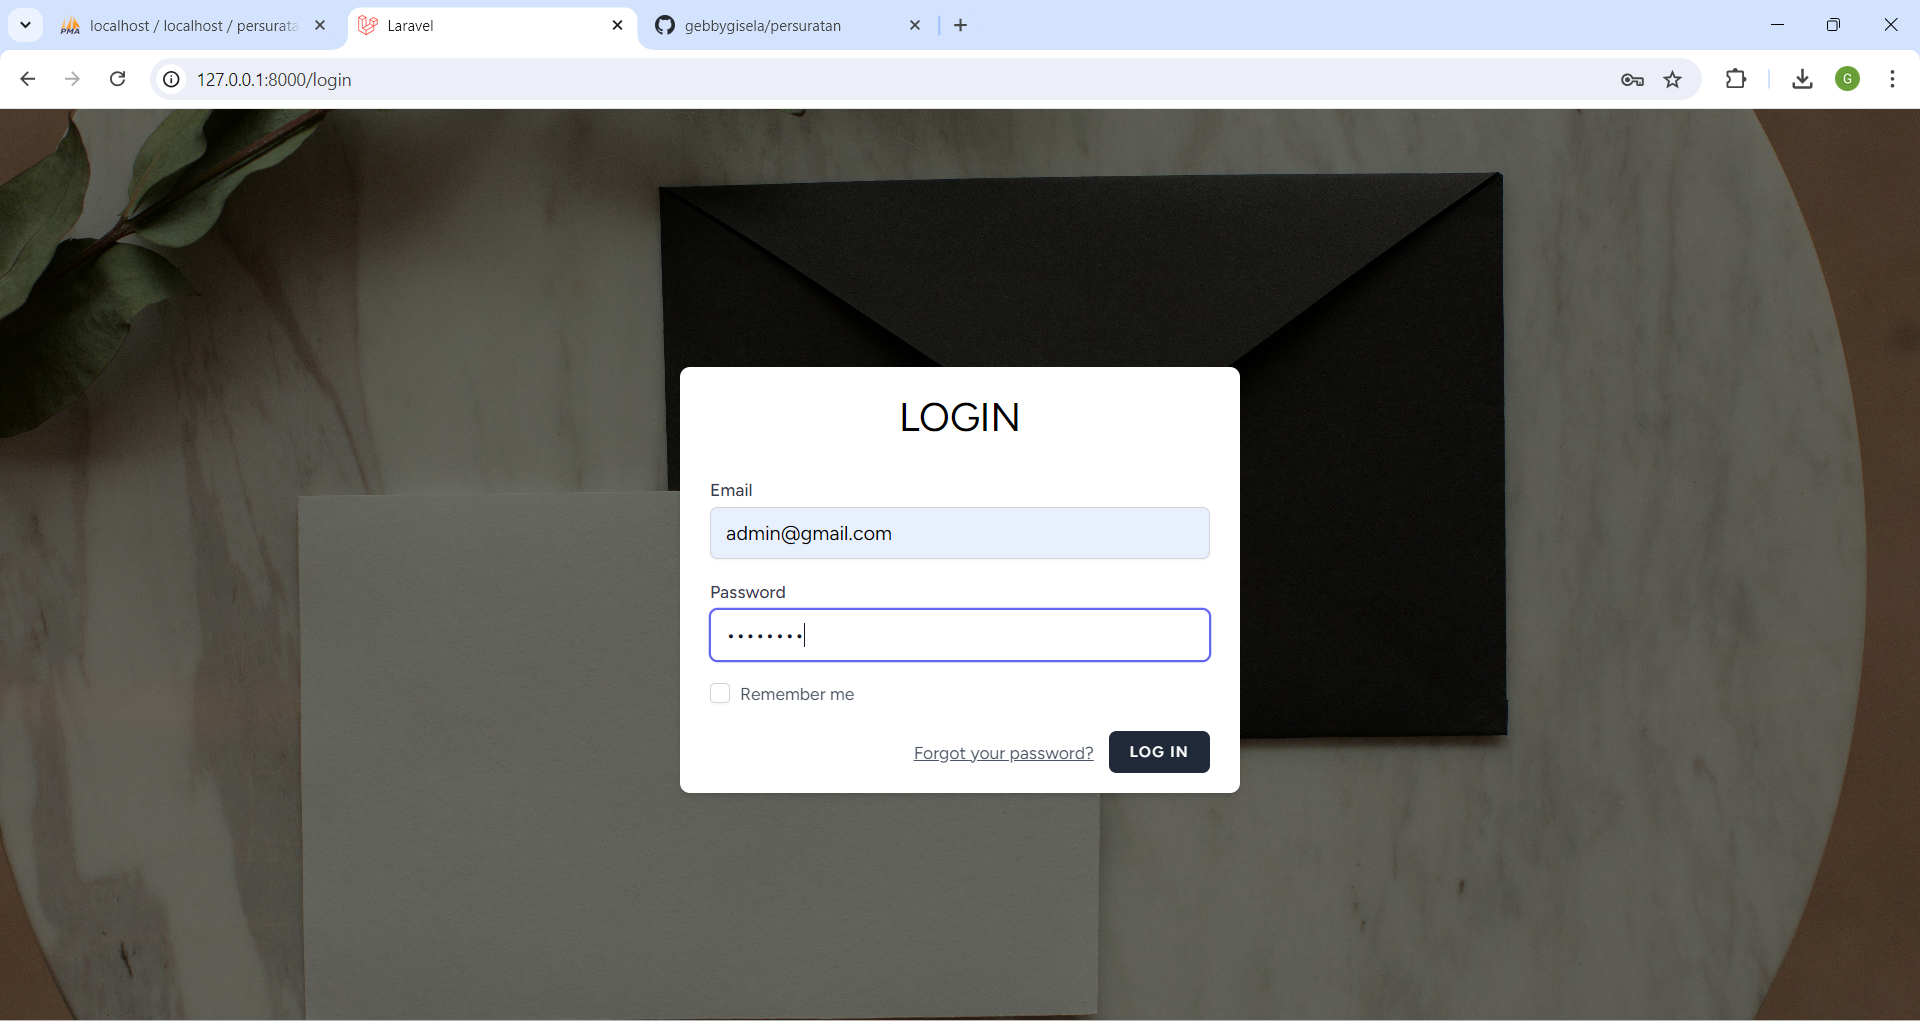 PMA localhost / localhost / persurata
Laravel
gebbygisela/persuratan
127.0.0.1:8000/login
G
LOGIN
Email
admin@gmail.com
Password
••••••••
Remember me
Forgot your password?
LOG IN